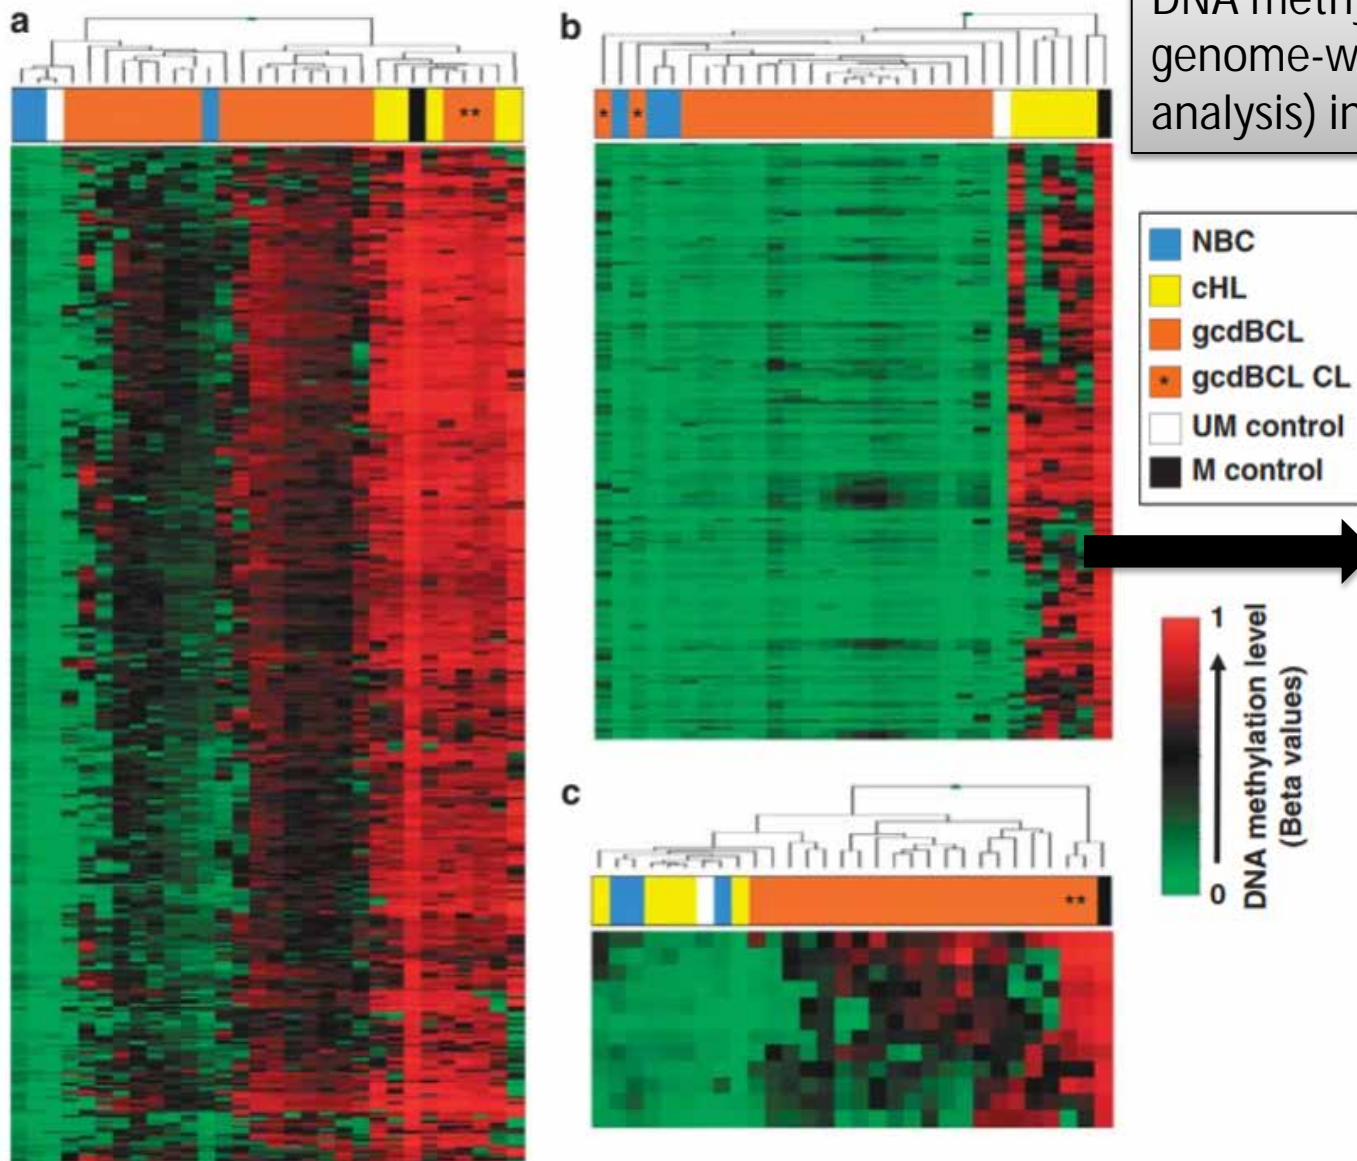 a
b
DNA methy
genome-w
analysis) in
**
*
*
NBC
cHL
gcdBCL
* gcdBCL CL
UM control
M control
1
0
DNA methylation level
(Beta values)
c
**